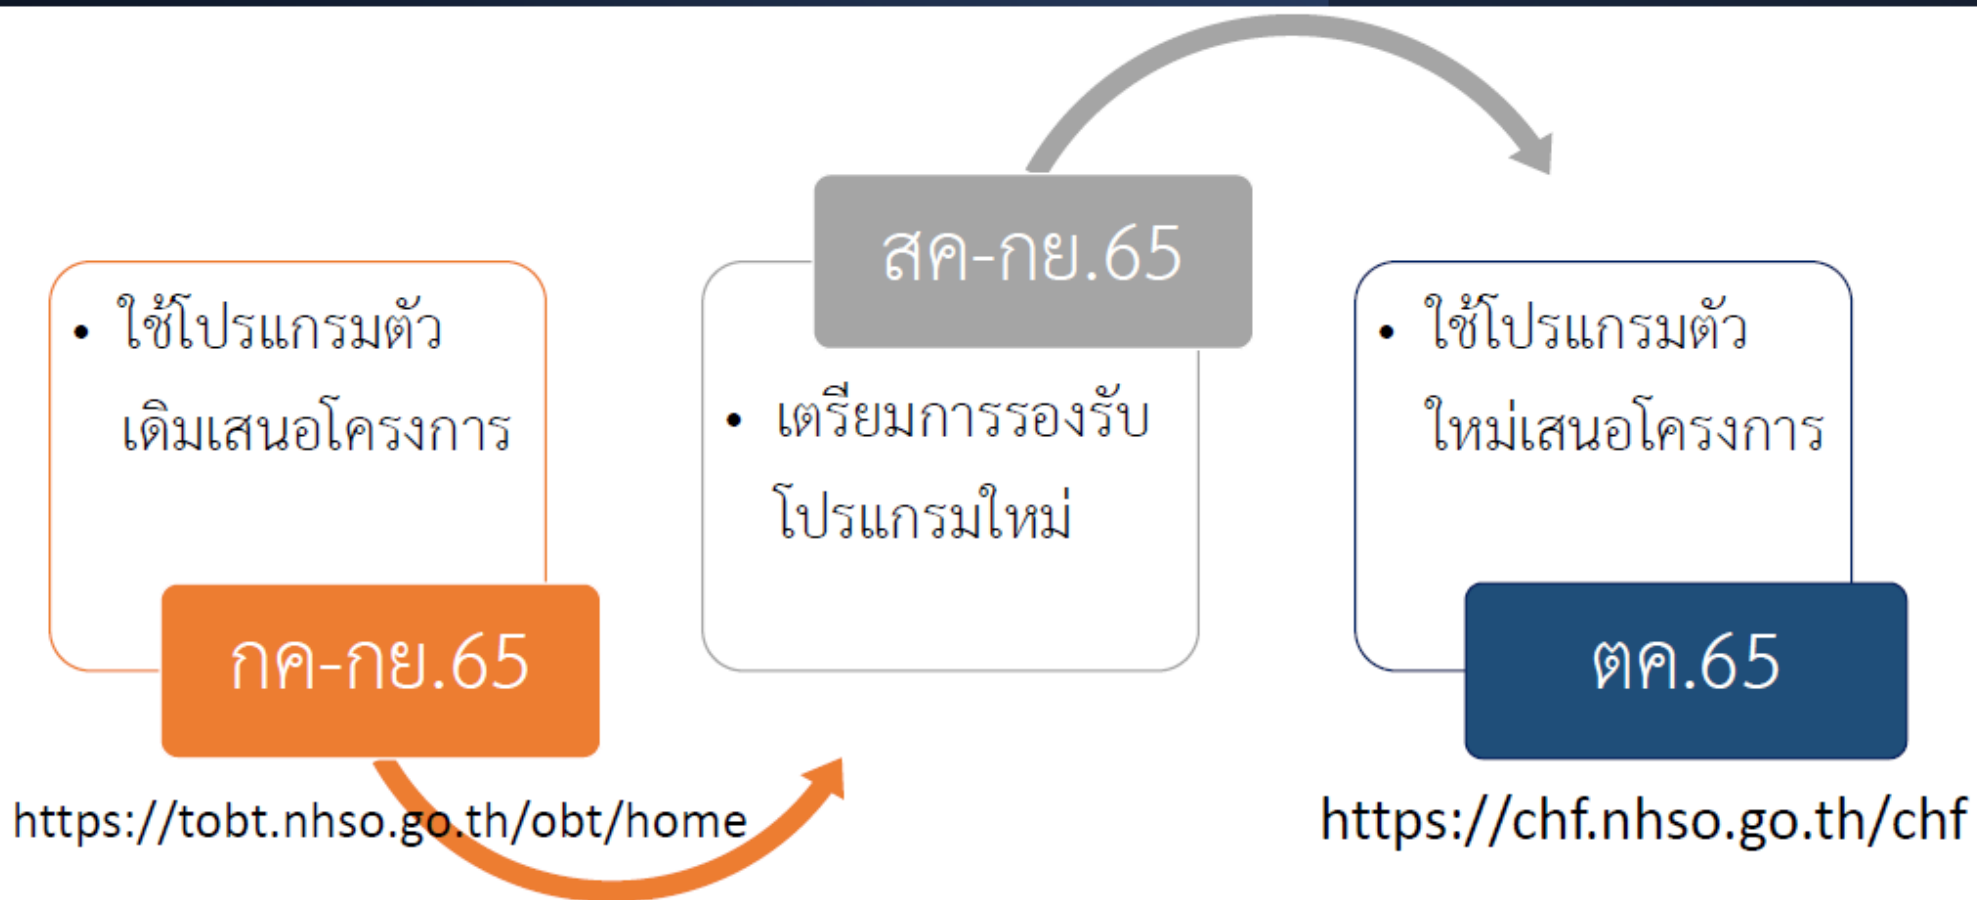 • ใช้โปรแกรมตัว
เดิมเสนอโครงการ
กค-กย.65
https://tobt.nhso.go.th/obt/home
สค-กย.65
• เตรียมการรองรับ
โปรแกรมใหม่
• ใช้โปรแกรมตัว
ใหม่เสนอโครงการ
ตค.65
https://chf.nhso.go.th/chf